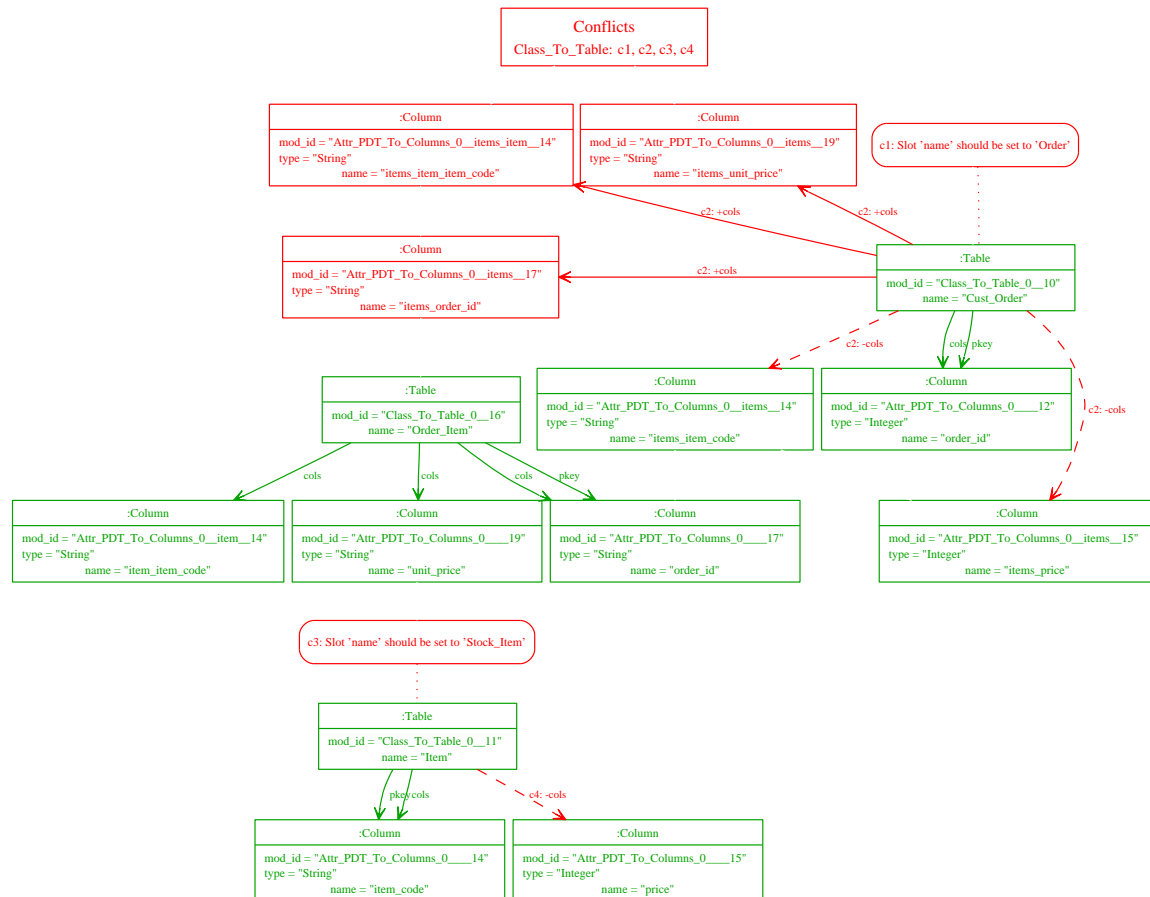 Conflicts
Class_To_Table: c1, c2, c3, c4
:Column
mod_id = "Attr_PDT_To_Columns_0__items_item__14"
type = "String"
name = "items_item_item_code"
:Column
mod_id = "Attr_PDT_To_Columns_0__items__19"
type = "String"
name = "items_unit_price"
c1: Slot 'name' should be set to 'Order'
c2: +cols
c2: +cols
:Column
mod_id = "Attr_PDT_To_Columns_0__items__17"
type = "String"
name = "items_order_id"
c2: +cols
:Table
mod_id = "Class_To_Table_0__10"
name = "Cust_Order"
c2: -cols
cols
pkey
c2: -cols
:Table
mod_id = "Class_To_Table_0__16"
name = "Order_Item"
:Column
mod_id = "Attr_PDT_To_Columns_0__items__14"
type = "String"
name = "items_item_code"
:Column
mod_id = "Attr_PDT_To_Columns_0____12"
type = "Integer"
name = "order_id"
cols
cols
cols
pkey
:Column
mod_id = "Attr_PDT_To_Columns_0__item__14"
type = "String"
name = "item_item_code"
:Column
mod_id = "Attr_PDT_To_Columns_0____19"
type = "String"
name = "unit_price"
:Column
mod_id = "Attr_PDT_To_Columns_0____17"
type = "String"
name = "order_id"
:Column
mod_id = "Attr_PDT_To_Columns_0__items__15"
type = "Integer"
name = "items_price"
c3: Slot 'name' should be set to 'Stock_Item'
:Table
mod_id = "Class_To_Table_0__11"
name = "Item"
pkey
cols
c4: -cols
:Column
mod_id = "Attr_PDT_To_Columns_0____14"
type = "String"
name = "item_code"
:Column
mod_id = "Attr_PDT_To_Columns_0____15"
type = "Integer"
name = "price"